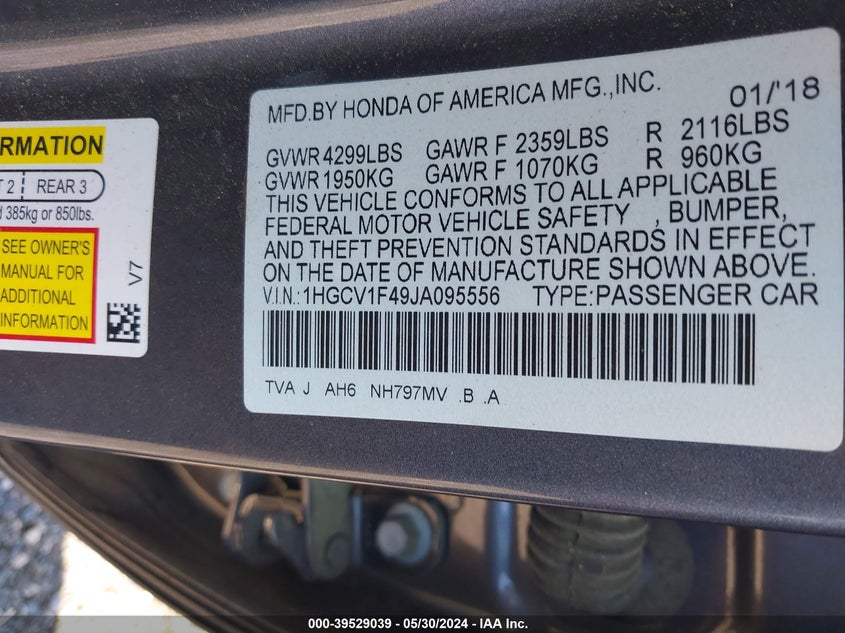 RMATION
T 2 REAR 3
d 385kg or 850lbs.
SEE OWNER'S
MANUAL FOR
ADDITIONAL
INFORMATION
V7
MFD.BY HONDA OF AMERICA MFG.,INC. 01/'18
GVWR 4299LBS GAWR F 2359LBS R 2116LBS
GVWR 1950KG GAWR F 1070KG R 960KG
THIS VEHICLE CONFORMS TO ALL APPLICABLE
FEDERAL MOTOR VEHICLE SAFETY , BUMPER,
AND THEFT PREVENTION STANDARDS IN EFFECT
ON THE DATE OF MANUFACTURE SHOWN ABOVE.
V.I.N.:1HGCV1F49JA095556 TYPE:PASSENGER CAR
TVA J AH6 NH797MV .B .A
000-39529039 - 05/30/2024 - IAA Inc.